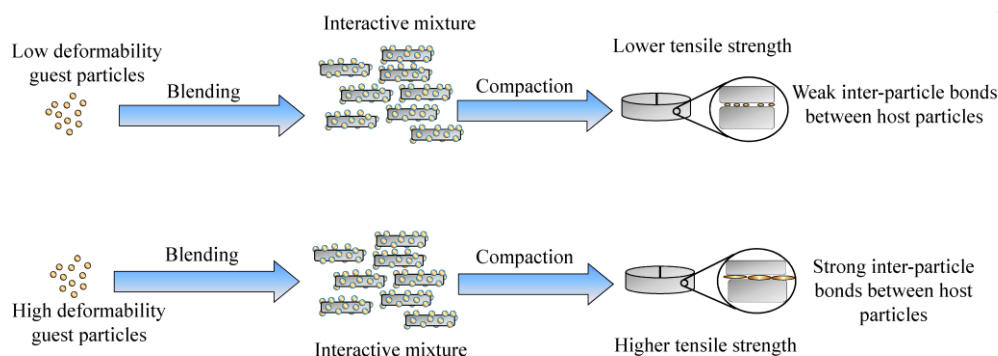 Interactive mixture
Low deformability
guest particles
Blending
Compaction
Lower tensile strength
Weak inter-particle bonds
between host particles
High deformability
guest particles
Blending
Interactive mixture
Compaction
Higher tensile strength
Strong inter-particle
bonds between host
particles